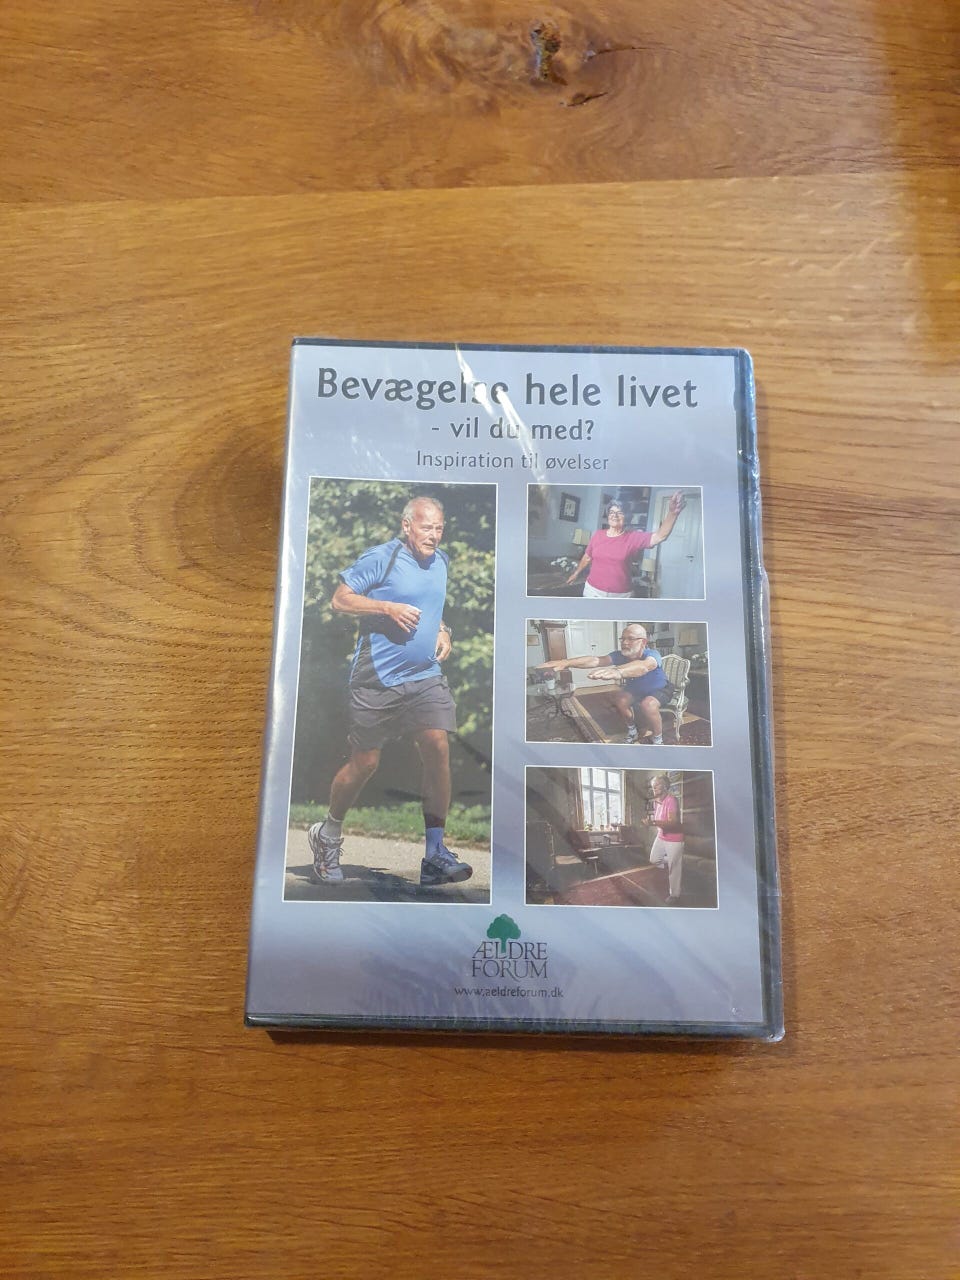 Bevægelse hele livet
- vil du med?
Inspiration til øvelser
ÆLDRE
FORUM
www.aeldreforum.dk